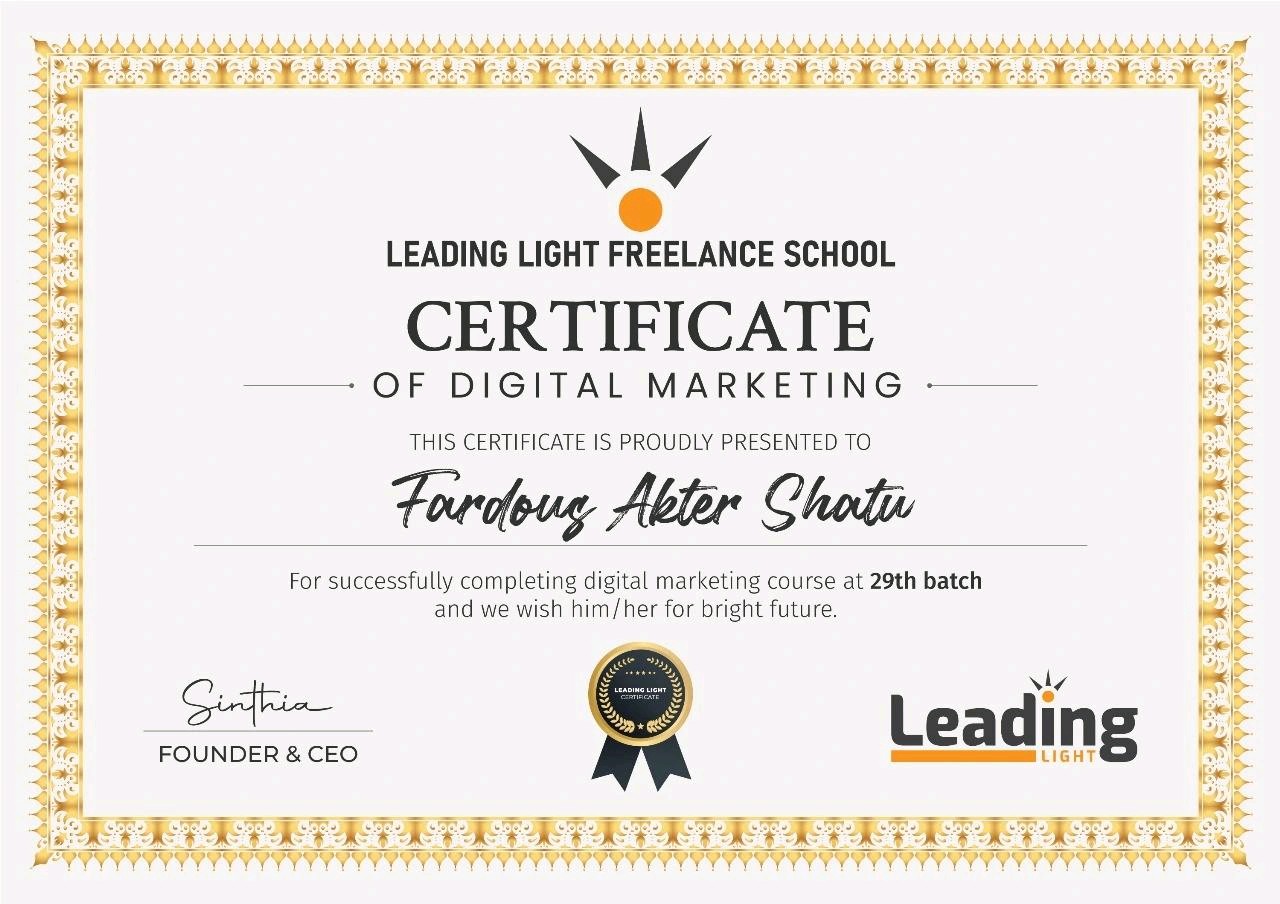 LEADING LIGHT FREELANCE SCHOOL
CERTIFICATE
OF DIGITAL MARKETING
THIS CERTIFICATE IS PROUDLY PRESENTED TO
Fardous Akter Shatu
For successfully completing digital marketing course at 29th batch
and we wish him/her for bright future.
Sinthia
FOUNDER & CEO
LEADING LIGHT
CERTIFICATE
Leading
LIGHT